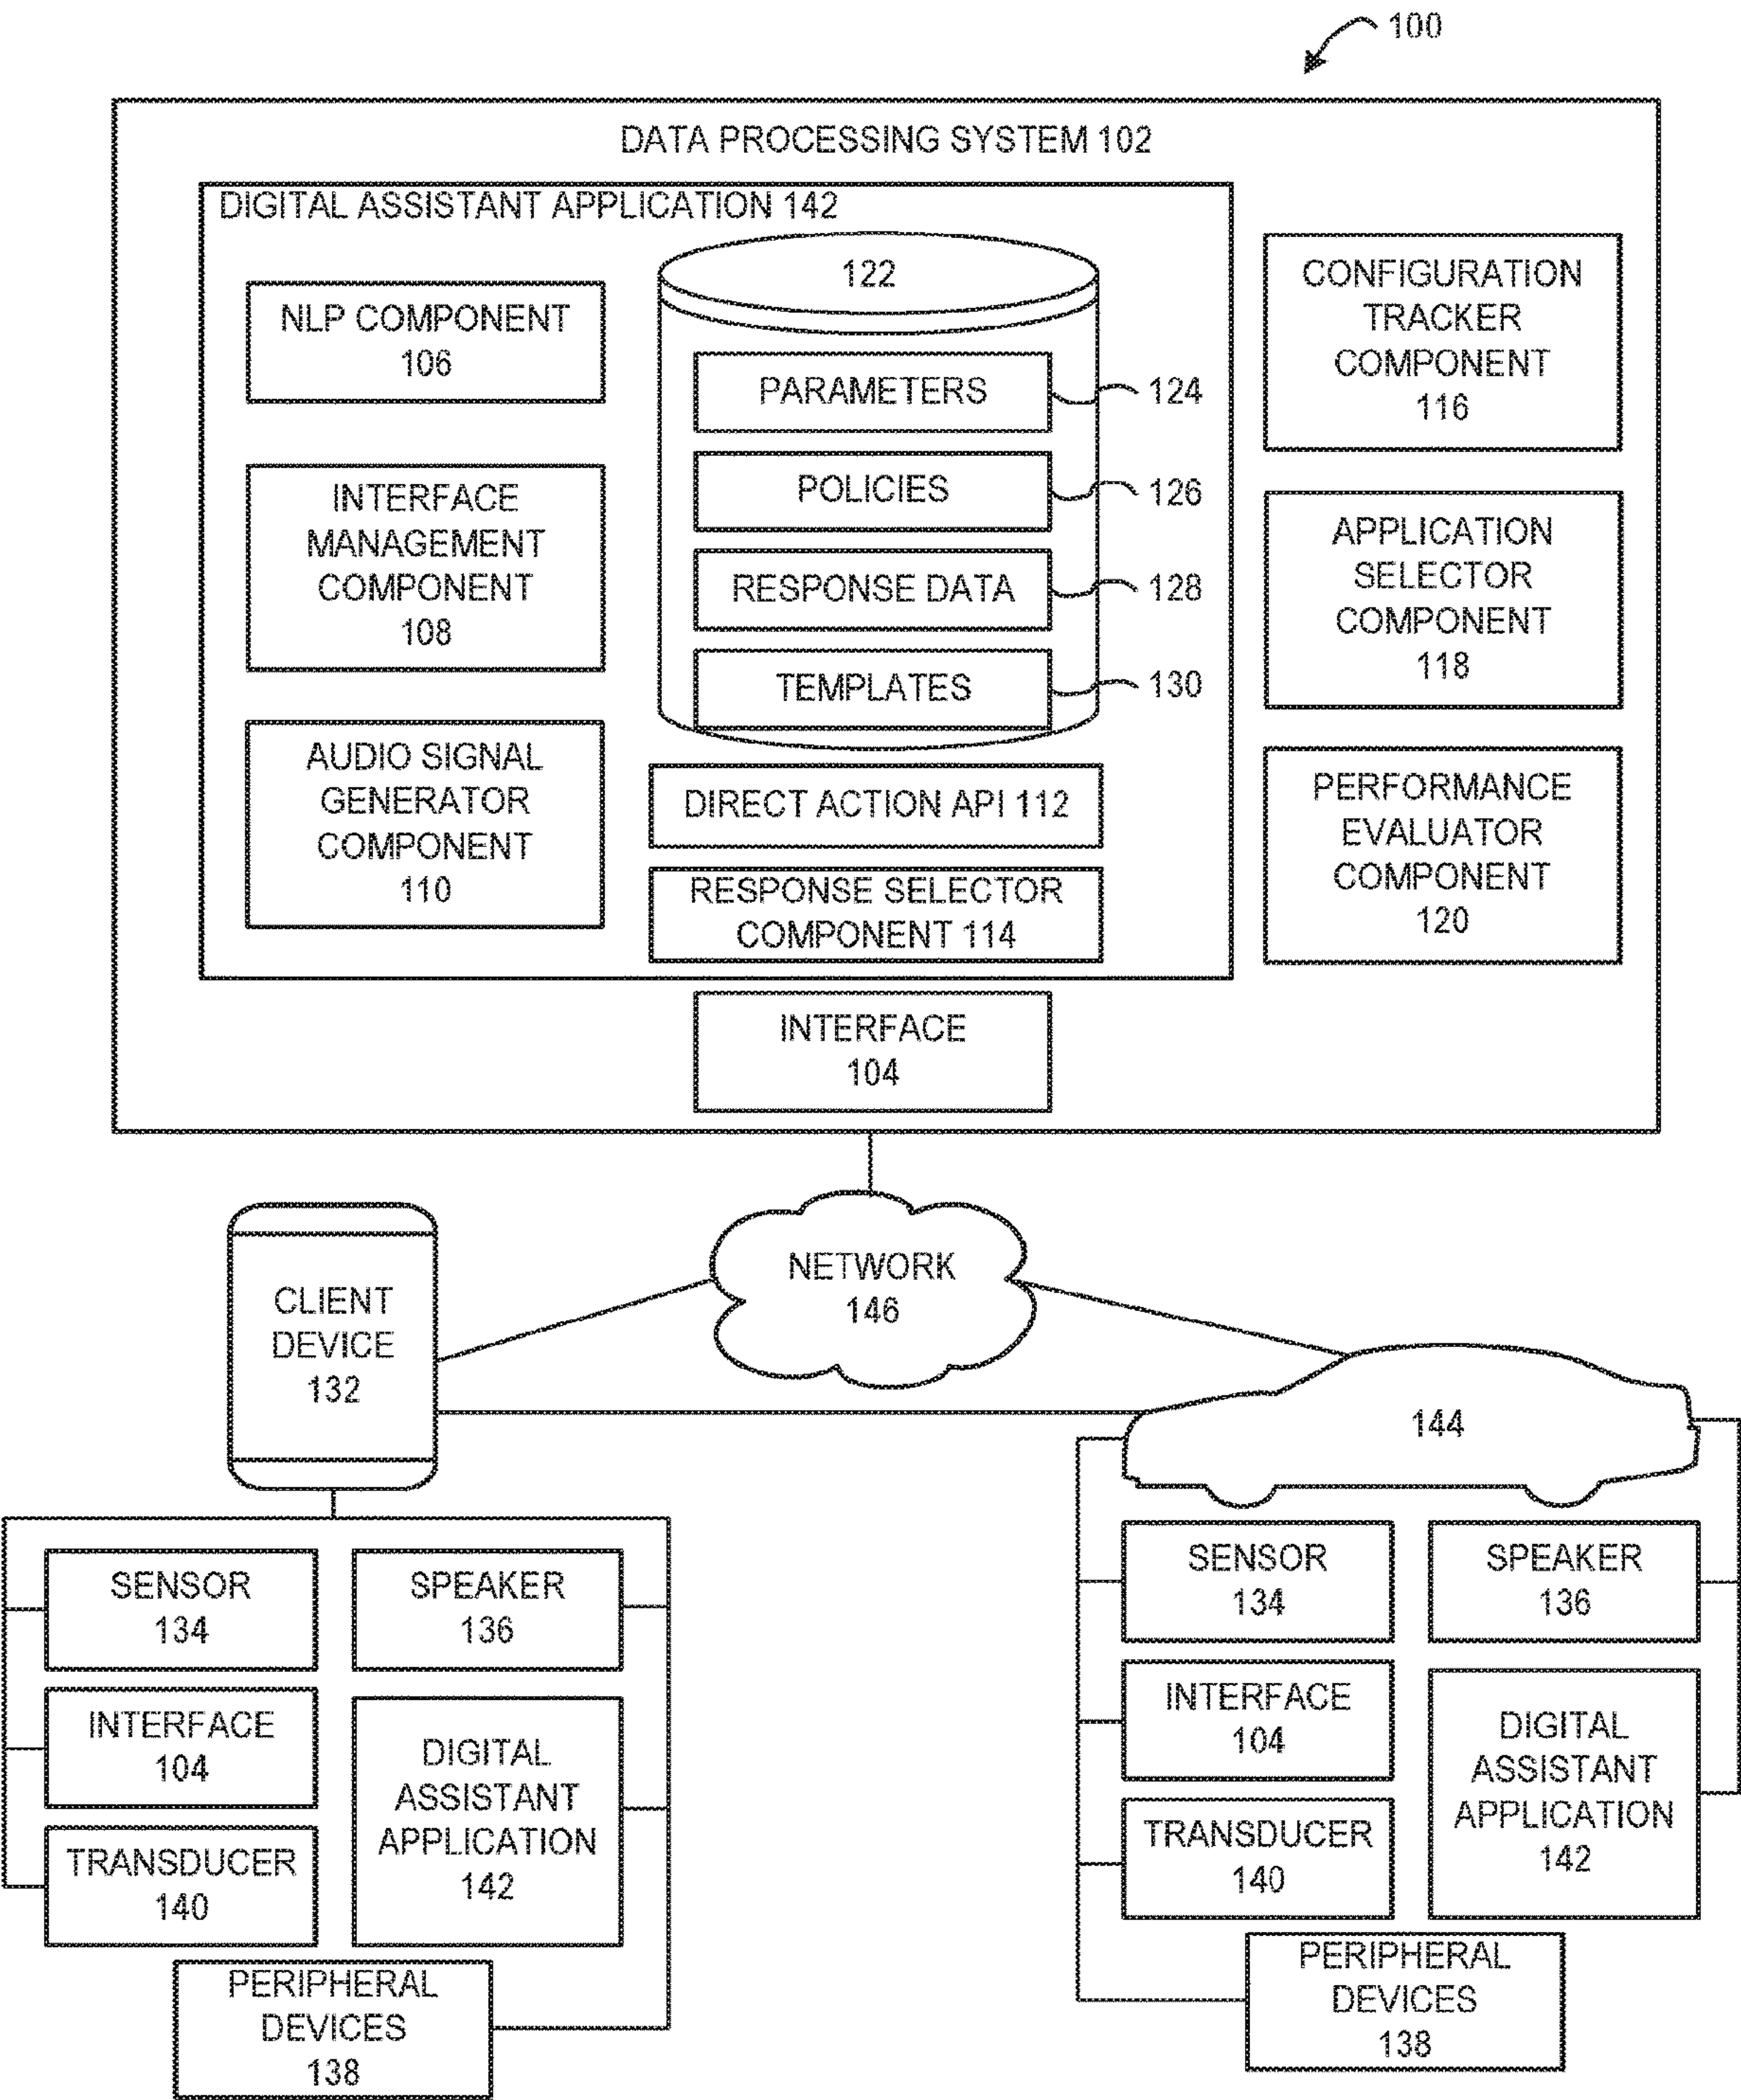 100
DATA PROCESSING SYSTEM 102
DIGITAL ASSISTANT APPLICATION 142
NLP COMPONENT
106
INTERFACE
MANAGEMENT
COMPONENT
108
AUDIO SIGNAL
GENERATOR
COMPONENT
110
122
PARAMETERS
124
POLICIES
126
RESPONSE DATA
128
TEMPLATES
130
DIRECT ACTION API 112
RESPONSE SELECTOR
COMPONENT 114
CONFIGURATION
TRACKER
COMPONENT
116
APPLICATION
SELECTOR
COMPONENT
118
PERFORMANCE
EVALUATOR
COMPONENT
120
INTERFACE
104
NETWORK
146
CLIENT
DEVICE
132
144
SENSOR
134
SPEAKER
136
INTERFACE
104
DIGITAL
ASSISTANT
APPLICATION
142
TRANSDUCER
140
PERIPHERAL
DEVICES
138
SENSOR
134
SPEAKER
136
INTERFACE
104
DIGITAL
ASSISTANT
APPLICATION
142
TRANSDUCER
140
PERIPHERAL
DEVICES
138